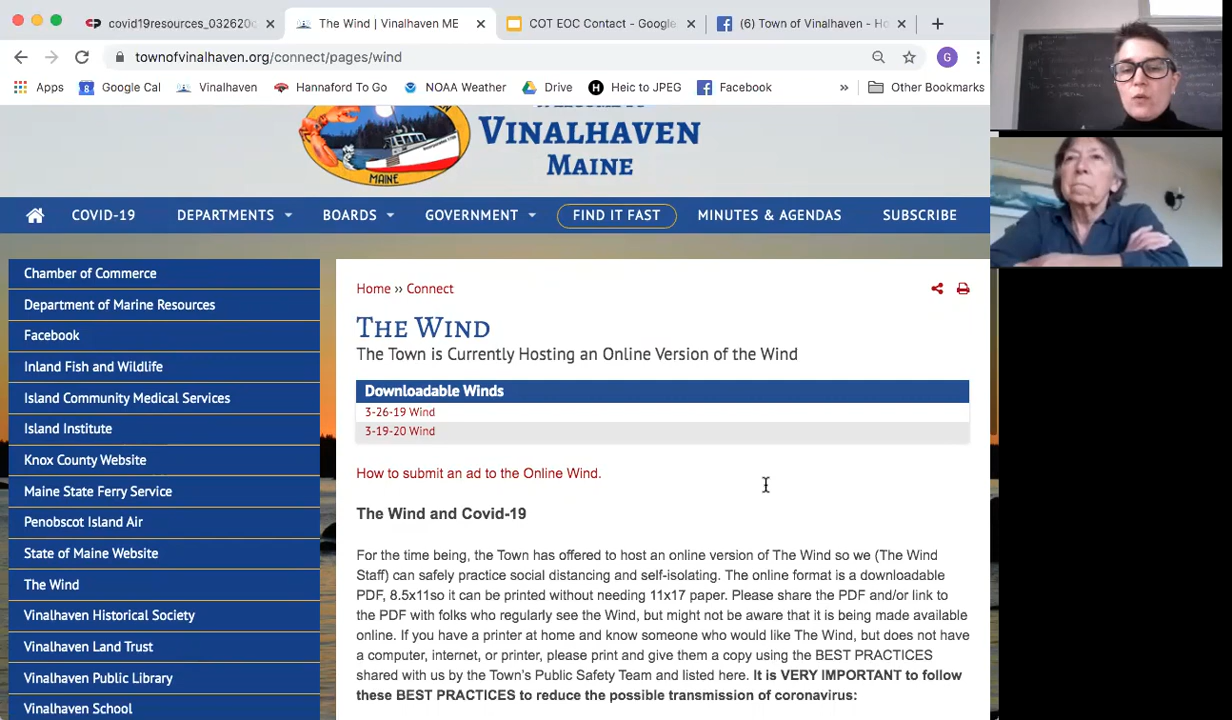 covid19resources_032620
The Wind | Vinalhaven ME
COT EOC Contact - Google
(6) Town of Vinalhaven - Ho
townofvinalhaven.org/connect/pages/wind
G
Apps
Google Cal
Vinalhaven
Hannaford To Go
NOAA Weather
Drive
Heic to JPEG
Facebook
»
Other Bookmarks
VINALHAVEN
MAINE
MAINE
COVID-19
DEPARTMENTS
BOARDS
GOVERNMENT
FIND IT FAST
MINUTES & AGENDAS
SUBSCRIBE
Chamber of Commerce
Department of Marine Resources
Facebook
Inland Fish and Wildlife
Island Community Medical Services
Island Institute
Knox County Website
Maine State Ferry Service
Penobscot Island Air
State of Maine Website
The Wind
Vinalhaven Historical Society
Vinalhaven Land Trust
Vinalhaven Public Library
Vinalhaven School
Home ›› Connect
THE WIND
The Town is Currently Hosting an Online Version of the Wind
Downloadable Winds
3-26-19 Wind
3-19-20 Wind
How to submit an ad to the Online Wind.
The Wind and Covid-19
For the time being, the Town has offered to host an online version of The Wind so we (The Wind
Staff) can safely practice social distancing and self-isolating. The online format is a downloadable
PDF, 8.5x11so it can be printed without needing 11x17 paper. Please share the PDF and/or link to
the PDF with folks who regularly see the Wind, but might not be aware that it is being made available
online. If you have a printer at home and know someone who would like The Wind, but does not have
a computer, internet, or printer, please print and give them a copy using the BEST PRACTICES
shared with us by the Town's Public Safety Team and listed here. It is VERY IMPORTANT to follow
these BEST PRACTICES to reduce the possible transmission of coronavirus: